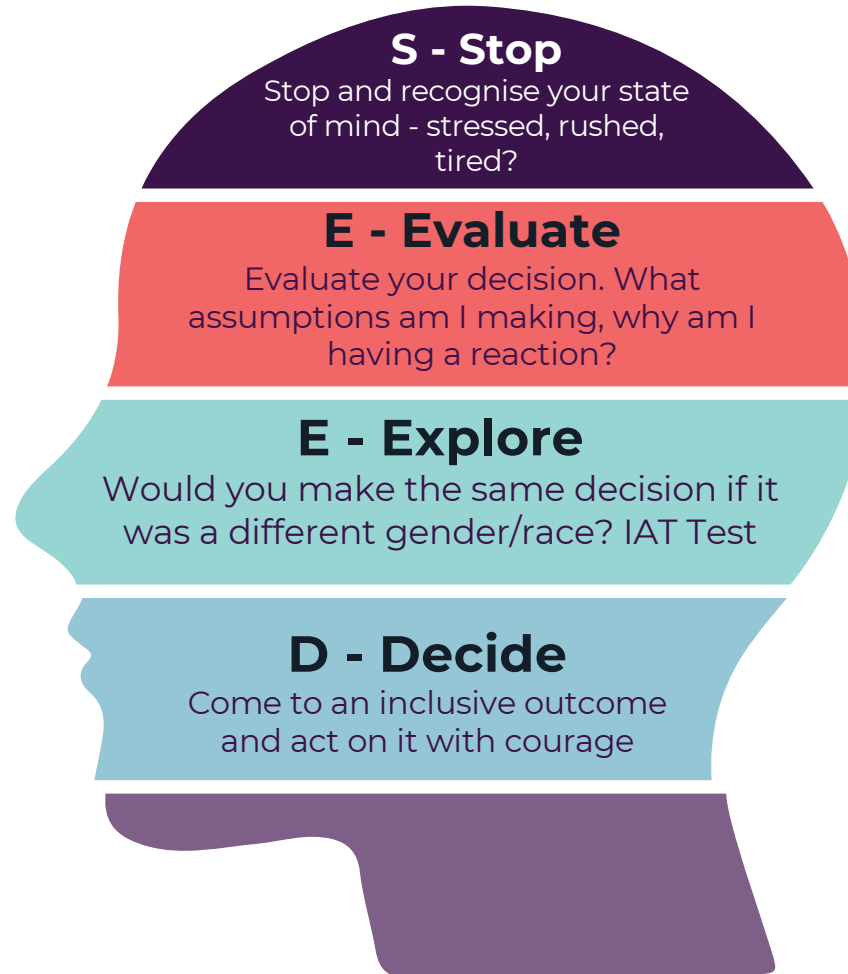 S - Stop
Stop and recognise your state
of mind - stressed, rushed,
tired?
E - Evaluate
Evaluate your decision. What
assumptions am I making, why am I
having a reaction?
E - Explore
Would you make the same decision if it
was a different gender/race? IAT Test
D - Decide
Come to an inclusive outcome
and act on it with courage